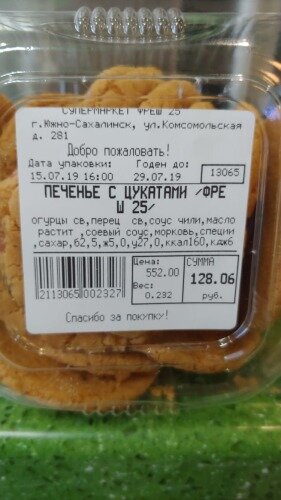 СУПЕРМАРКЕТ ФРЕШ 25
г.Южно-Сахалинск, ул.Комсомольская
д. 281
Добро пожаловать!
Дата упаковки: Годен до:
15.07.19 16:00 29.07.19 13065
ПЕЧЕНЬЕ С ЦУКАТАМИ /ФРЕ
Ш 25/
огурцы св,перец св,соус чили,масло
растит ,соевый соус,морковь,специи
,сахар,б2,5,ж5,0,у27,0,ккал160,кдж6
Цена: СУММА
552.00 128.06
Вес: руб.
0.232
2113065002327
Спасибо за покупку!